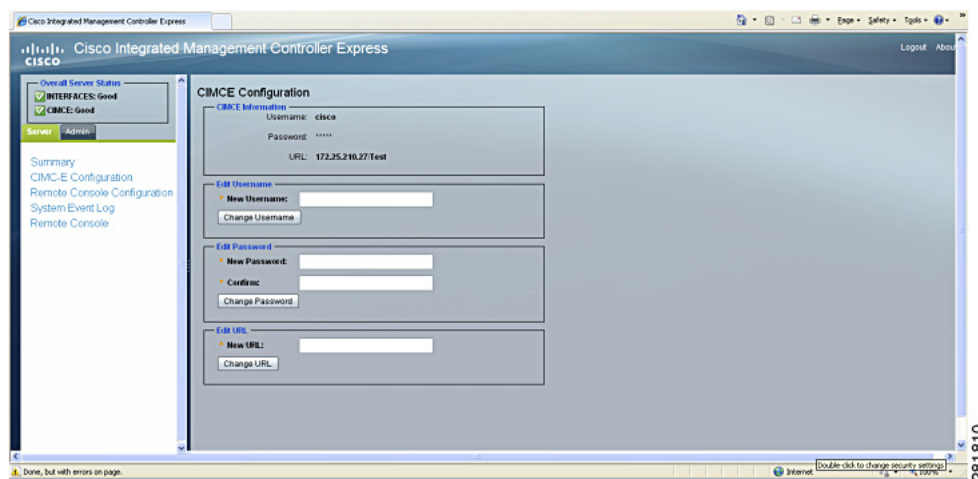 Cisco Integrated Management Controller Express
Page Safety Tools
CISCO Cisco Integrated Management Controller Express
Logout Abou
Overall Server Status
INTERFACES: Good
CIMCE: Good
Server Admin
Summary
CIMC-E Configuration
Remote Console Configuration
System Event Log
Remote Console
CIMCE Configuration
CIMCE Information
Username: cisco
Password: *****
URL: 172.25.210.27/Test
Edit Username
* New Username:
Change Username
Edit Password
* New Password:
* Confirm:
Change Password
Edit URL
* New URL:
Change URL
Done, but with errors on page.
Internet
Double-click to change security settings
100%
281810